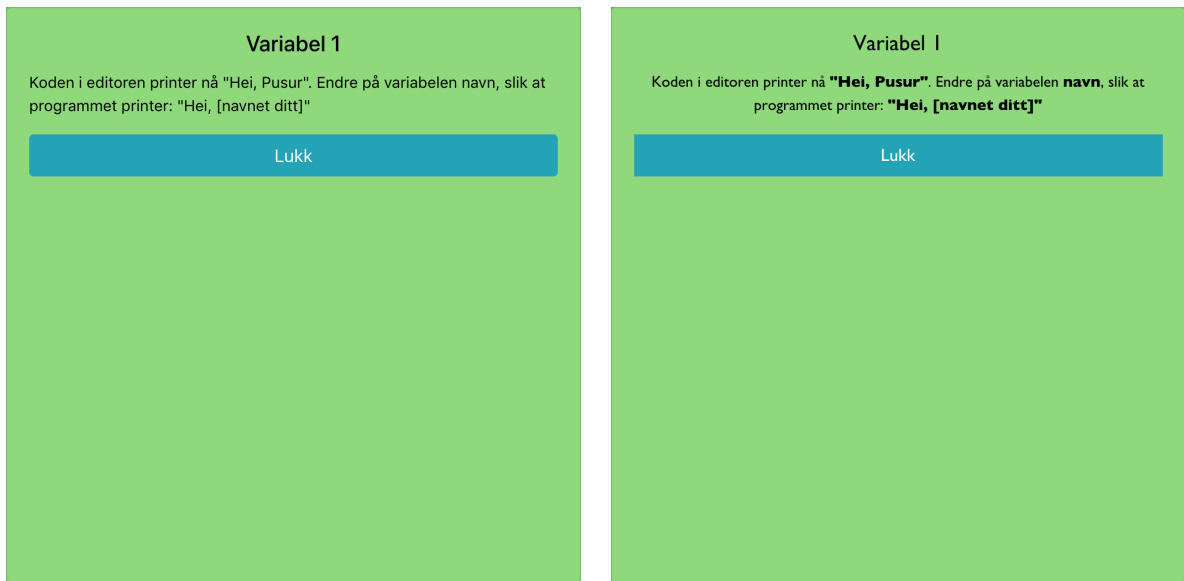 Variabel 1
Koden i editoren printer nå "Hei, Pusur". Endre på variabelen navn, slik at
programmet printer: "Hei, [navnet ditt]"
Lukk
Variabel 1
Koden i editoren printer nå "Hei, Pusur". Endre på variabelen navn, slik at
programmet printer: "Hei, [navnet ditt]"
Lukk